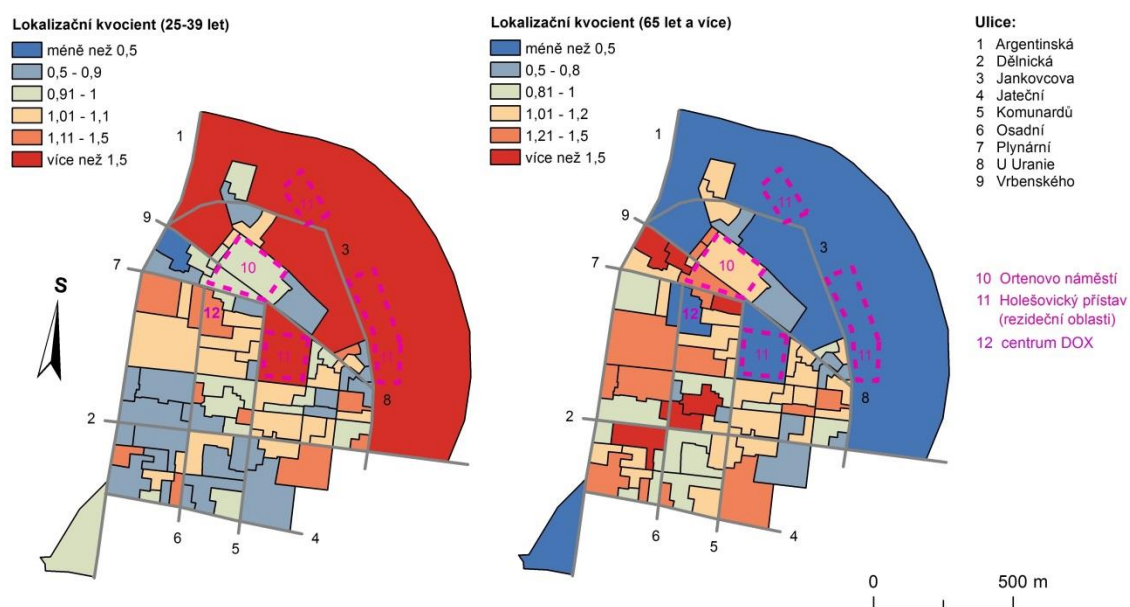 Lokalizační kvocient (25-39 let)
méně než 0,5
0,5 - 0,9
0,91 - 1
1,01 - 1,1
1,11 - 1,5
více než 1,5
1
9
7
S
2
3
10
11
12
11
11
8
6
5
4
Lokalizační kvocient (65 let a více)
méně než 0,5
0,5 - 0,8
0,81 - 1
1,01 - 1,2
1,21 - 1,5
více než 1,5
1
9
7
2
3
10
11
12
11
11
8
6
5
4
Ulice:
1 Argentinská
2 Dělnická
3 Jankovcova
4 Jateční
5 Komunardů
6 Osadní
7 Plynární
8 U Uranie
9 Vrbenského
10 Ortenovo náměstí
11 Holešovický přístav
(rezideční oblasti)
12 centrum DOX
0 500 m